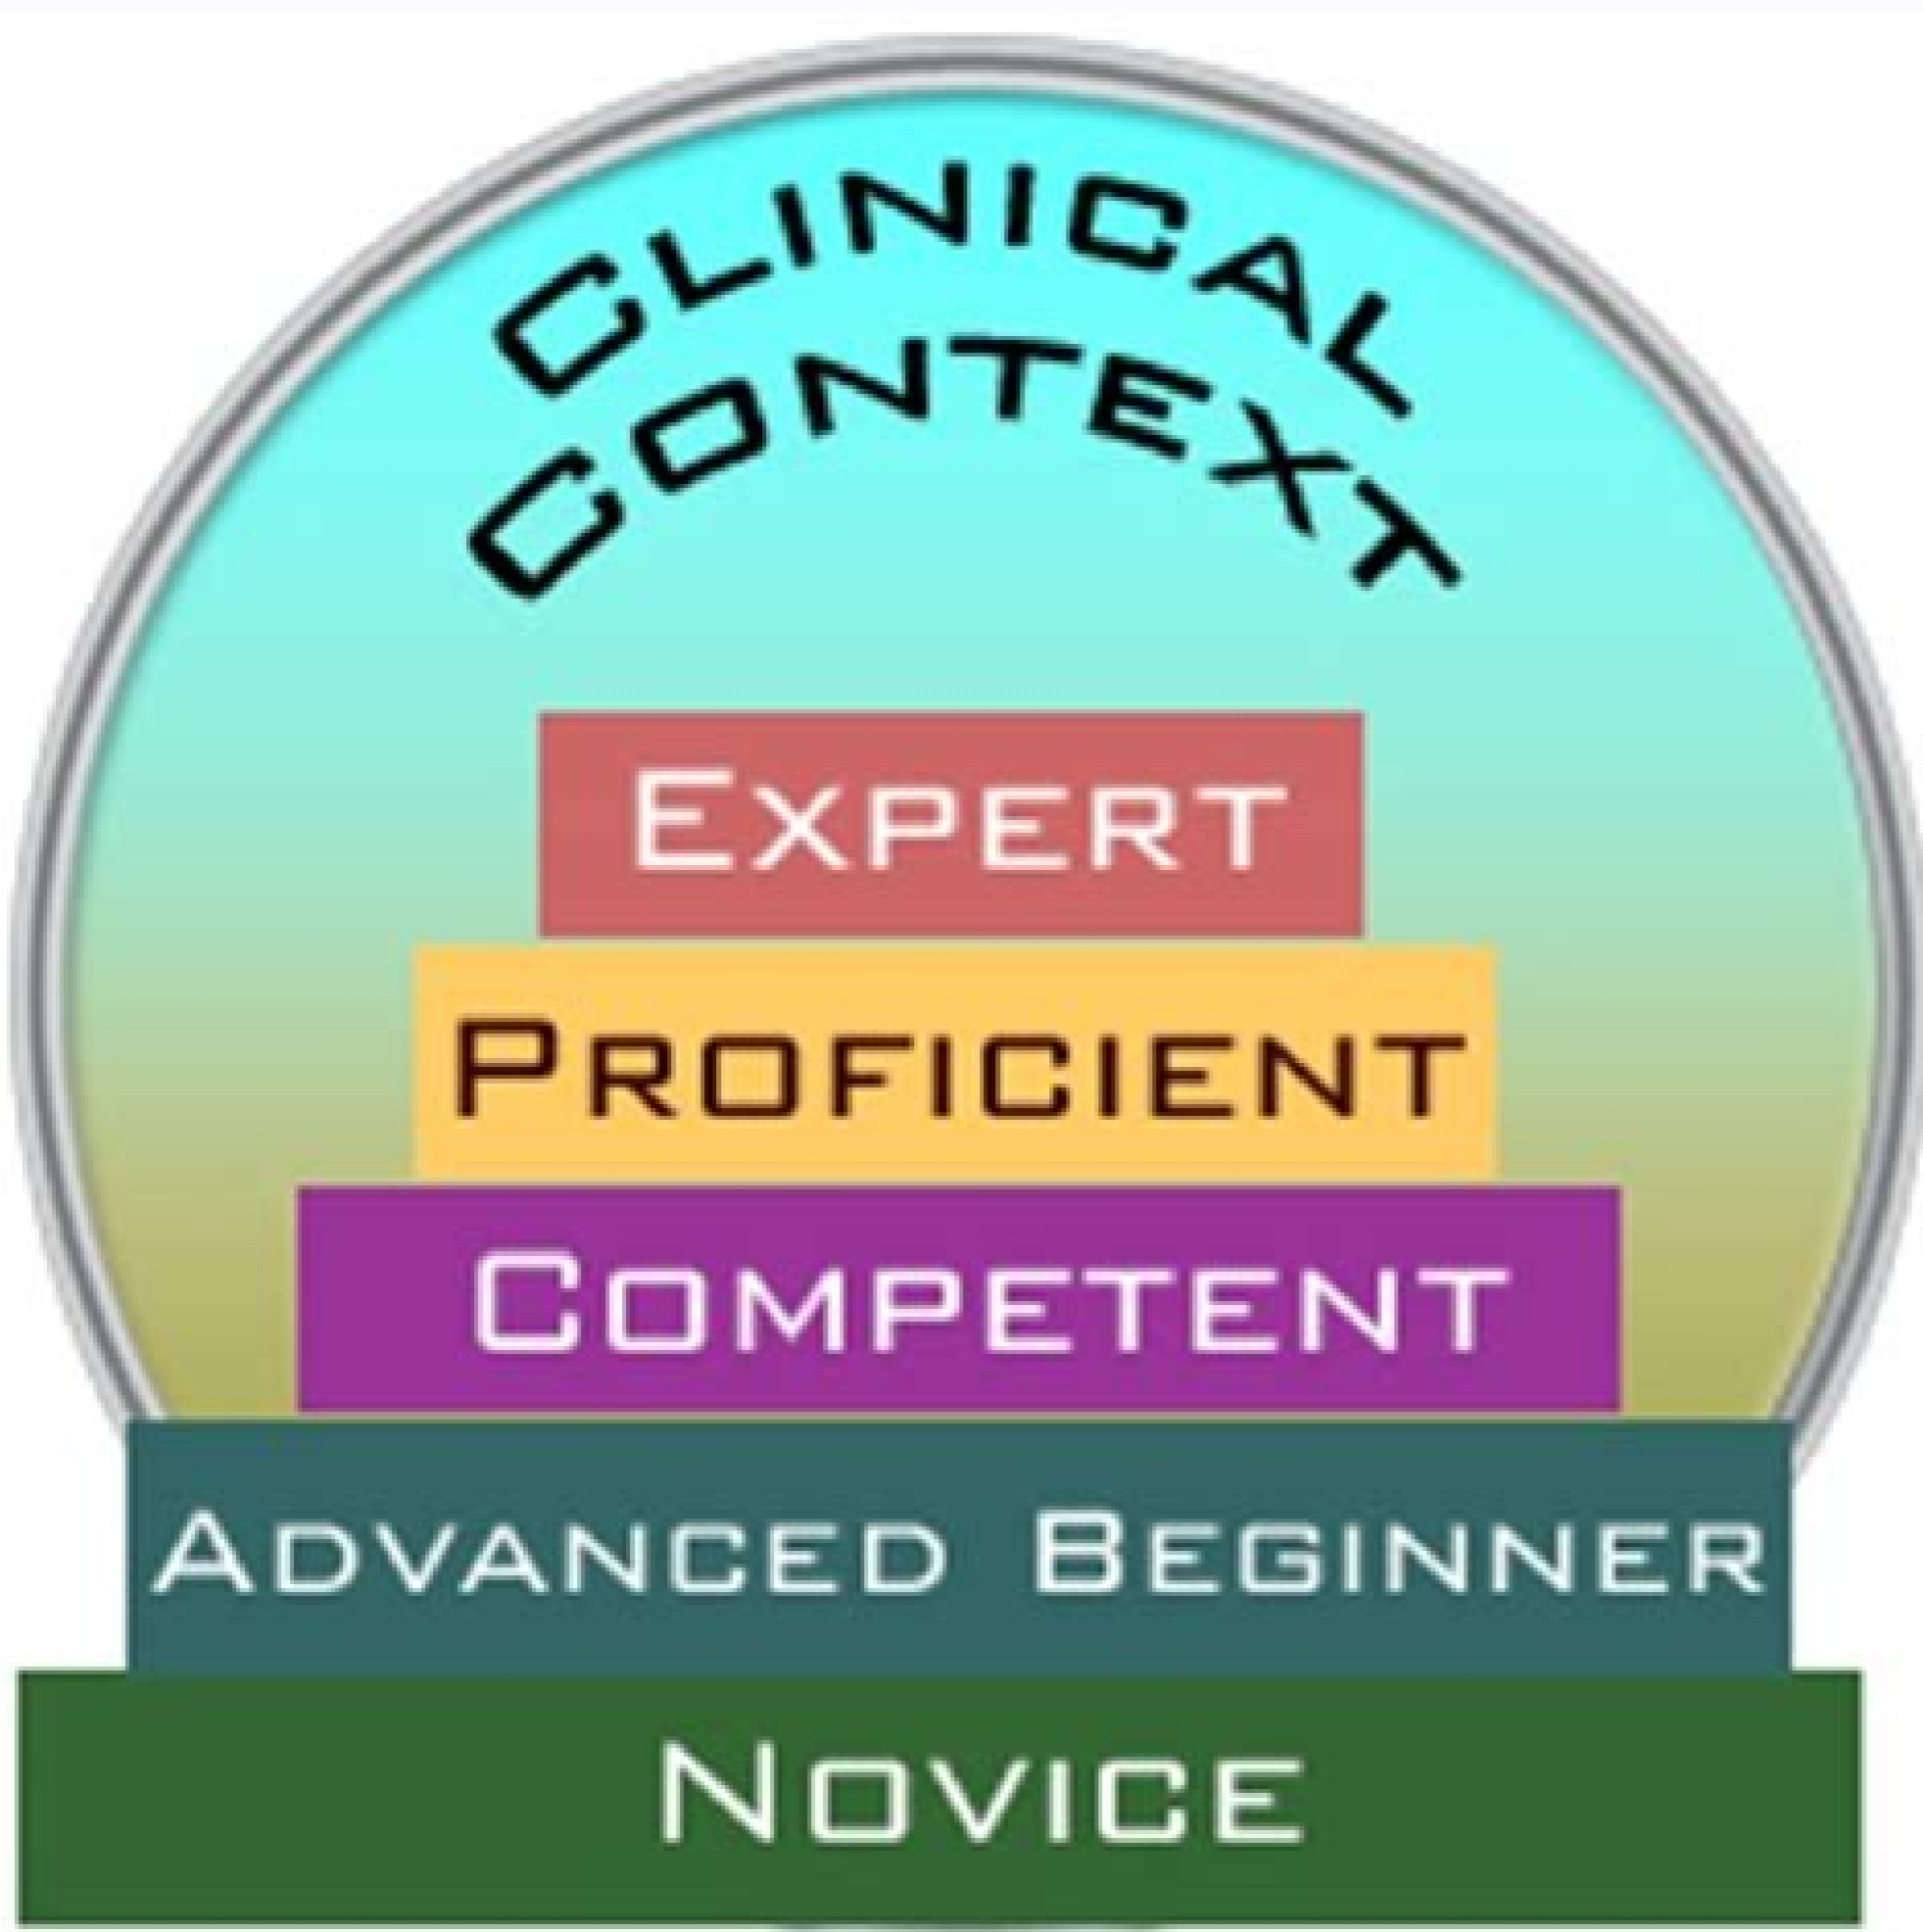 CLINICAL
CONTEXT
EXPERT
PROFICIENT
COMPETENT
ADVANCED BEGINNER
NOVICE